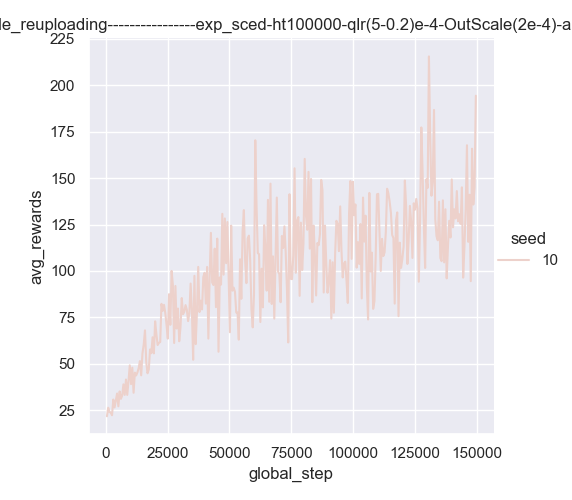 le_reuploading----------------exp_sced-ht100000-qlr(5-0.2)e-4-OutScale(2e-4)-a
225
200
175
150
125
100
75
50
25
avg_rewards
0 25000 50000 75000 100000 125000 150000
global_step
seed
10